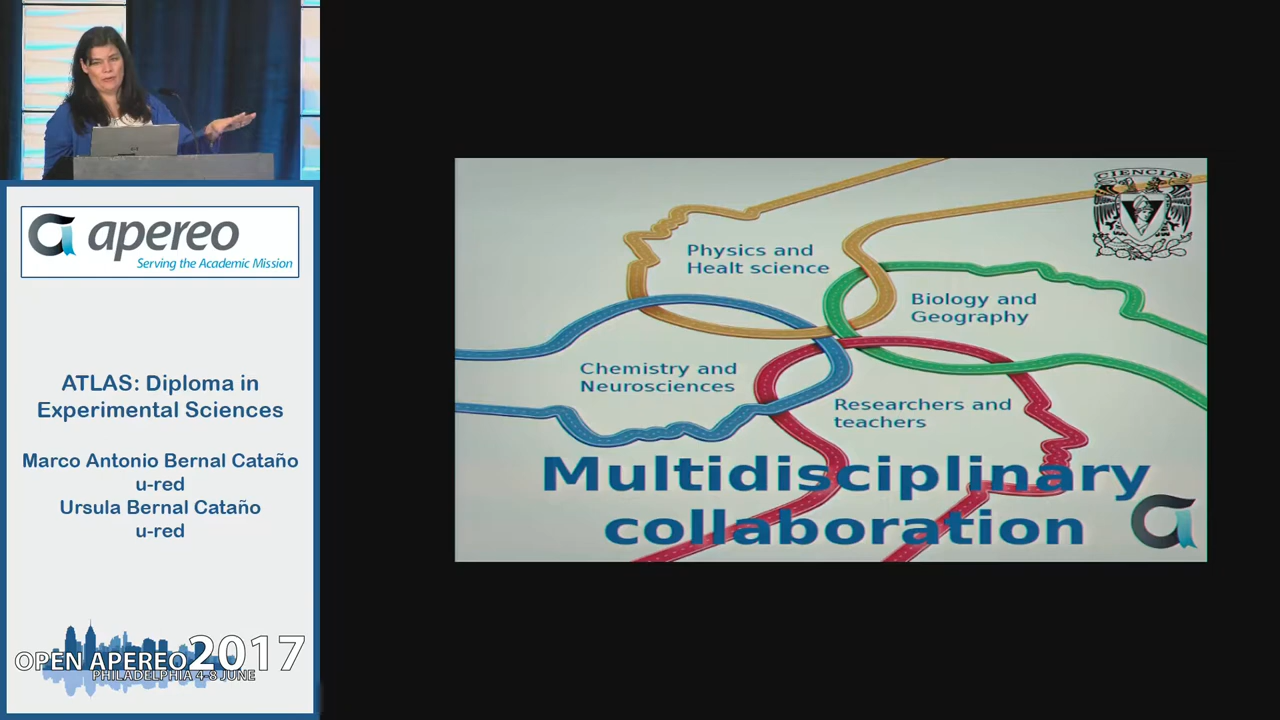 apereo
Serving the Academic Mission
ATLAS: Diploma in
Experimental Sciences
Marco Antonio Bernal Cataño
u-red
Ursula Bernal Cataño
u-red
OPEN APEREO 2017
PHILADELPHIA 4-8 JUNE
CIENCIAS
Physics and
Healt science
Biology and
Geography
Chemistry and
Neurosciences
Researchers and
teachers
Multidisciplinary
collaboration